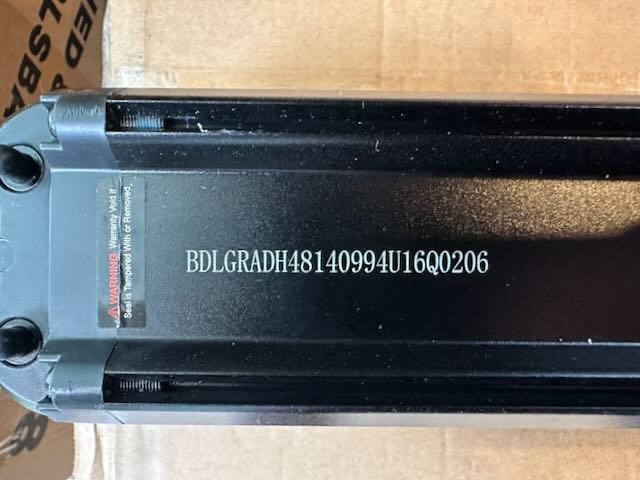 BDLGRADH48140994U16Q0206
WARNING Warranty Void If
Seal is Tampered With or Removed.